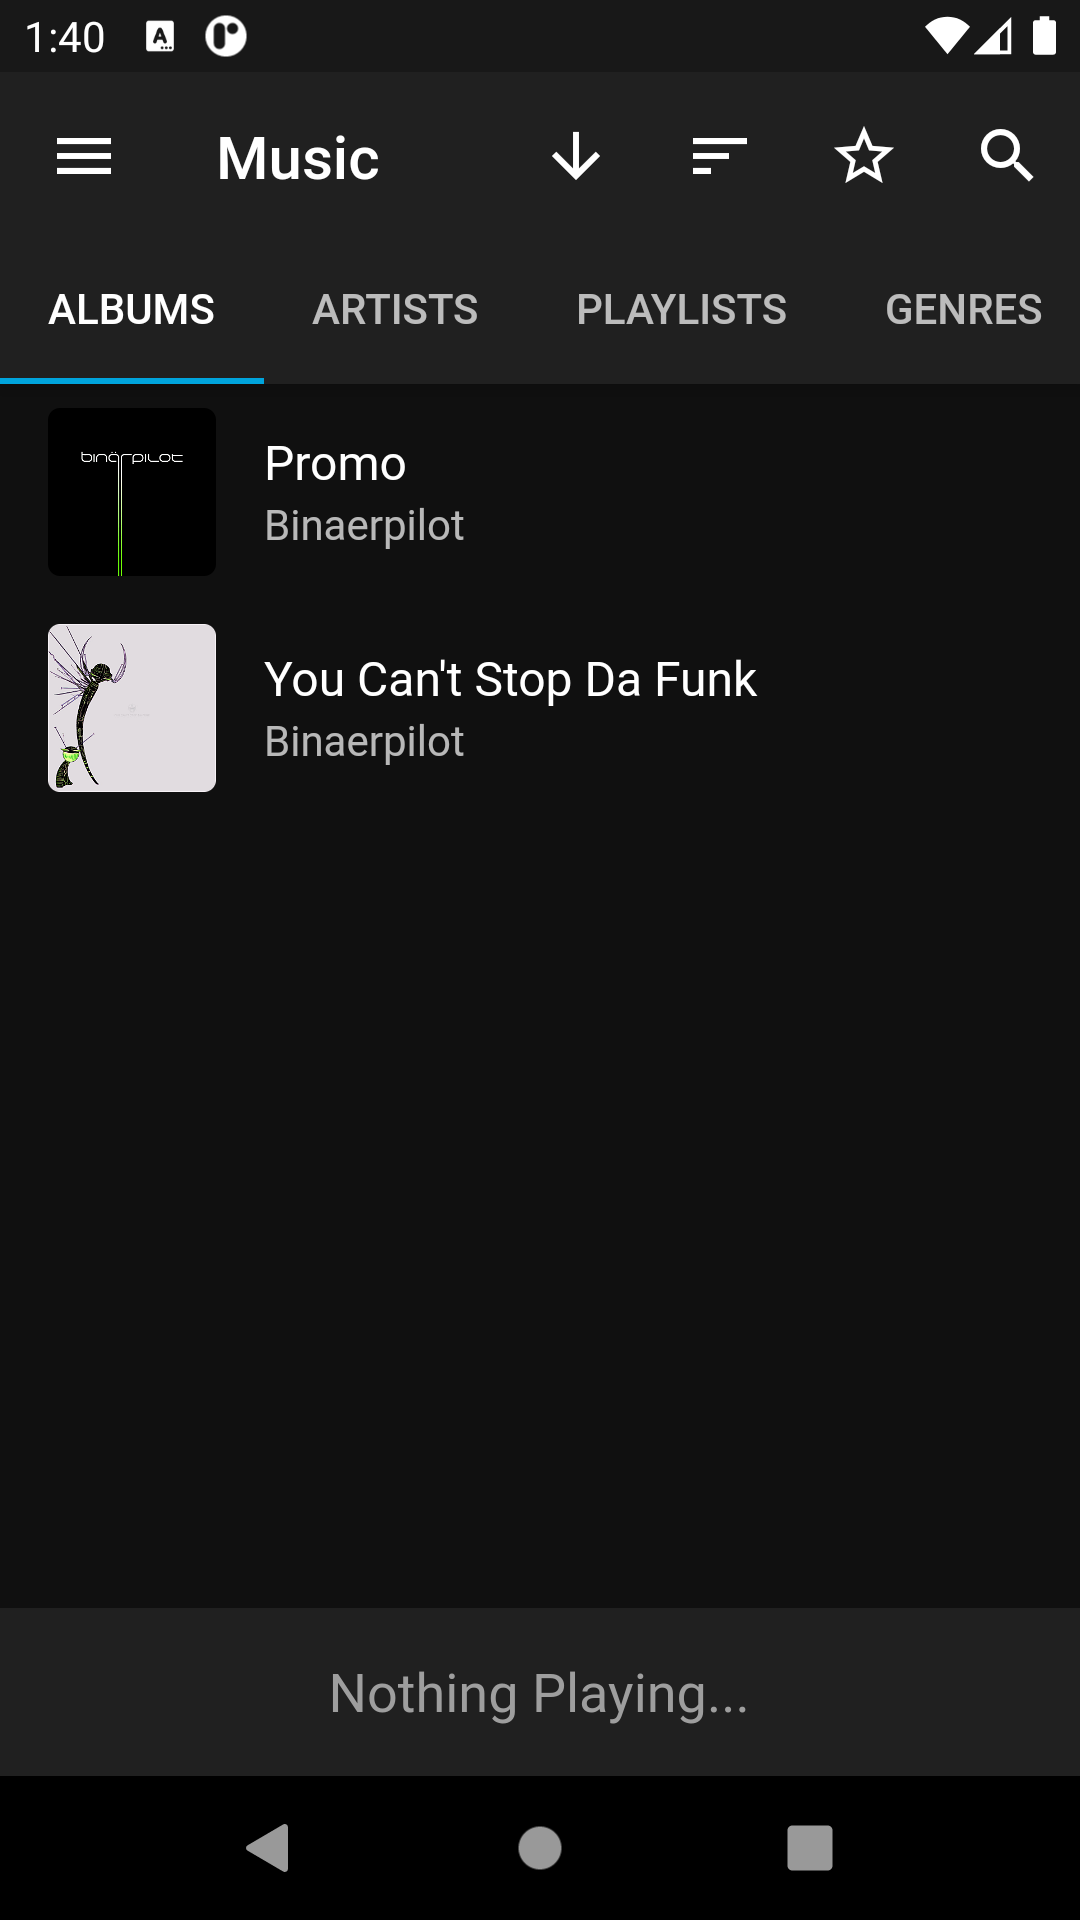 1:40
Music
ALBUMS ARTISTS PLAYLISTS GENRES
binärpilot
Promo
Binaerpilot
You Can't Stop Da Funk
Binaerpilot
Nothing Playing...